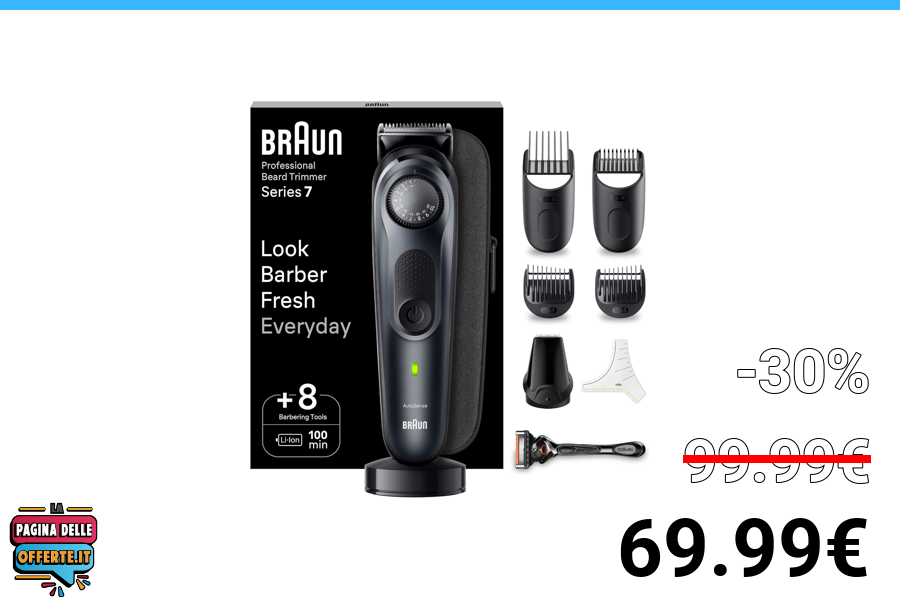 BRAUN
BRAUN
Professional
Beard Trimmer
Series 7
Look
Barber
Fresh
Everyday
+8
Barbering Tools
Li-Ion
100
min
AutoSense
BRAUN
-30%
99.99€
69.99€
LA
PAGINA DELLE
OFFERTE.IT